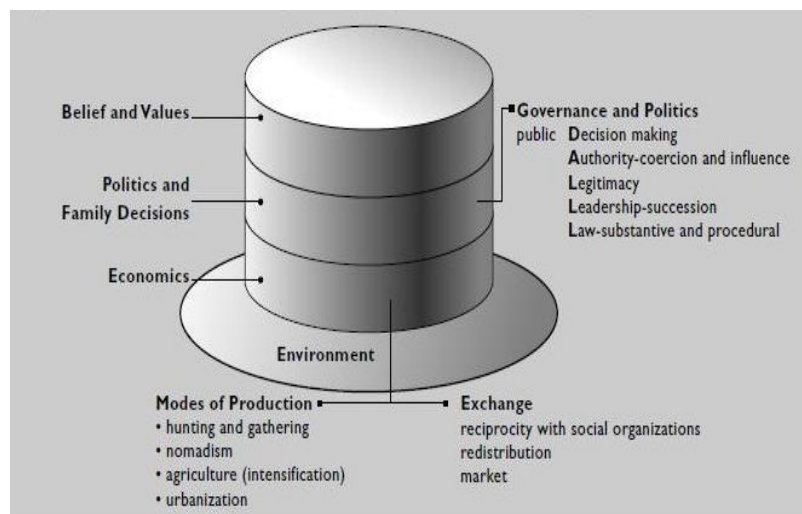 Belief and Values
Politics and
Family Decisions
Economics
Environment
Governance and Politics
public Decision making
Authority-coercion and influence
Legitimacy
Leadership-succession
Law-substantive and procedural
Modes of Production
• hunting and gathering
• nomadism
• agriculture (intensification)
• urbanization
Exchange
reciprocity with social organizations
redistribution
market